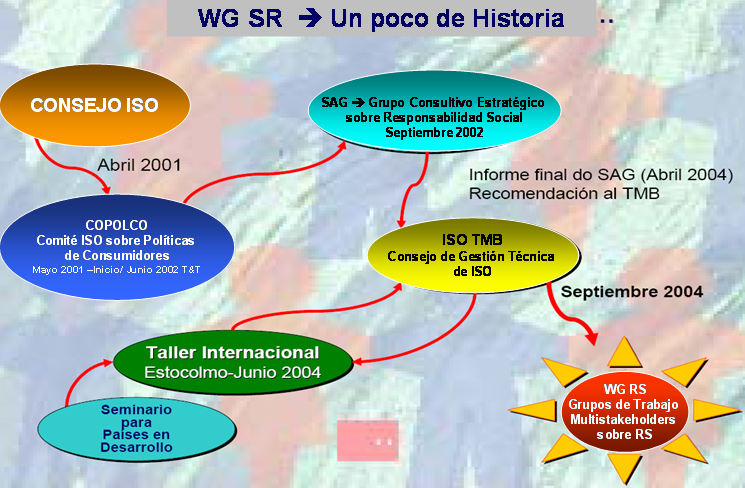 WG SR ➔ Un poco de Historia ..
CONSEJO ISO
Abril 2001
SAG ➔ Grupo Consultivo Estratégico
sobre Responsabilidad Social
Septiembre 2002
Informe final do SAG (Abril 2004)
Recomendación al TMB
COPOLCO
Comité ISO sobre Políticas
de Consumidores
Mayo 2001 –Inicio/ Junio 2002 T&T
ISO TMB
Consejo de Gestión Técnica
de ISO
Septiembre 2004
Taller Internacional
Estocolmo-Junio 2004
Seminario
para
Países en
Desarrollo
WG RS
Grupos de Trabajo
Multistakeholders
sobre RS